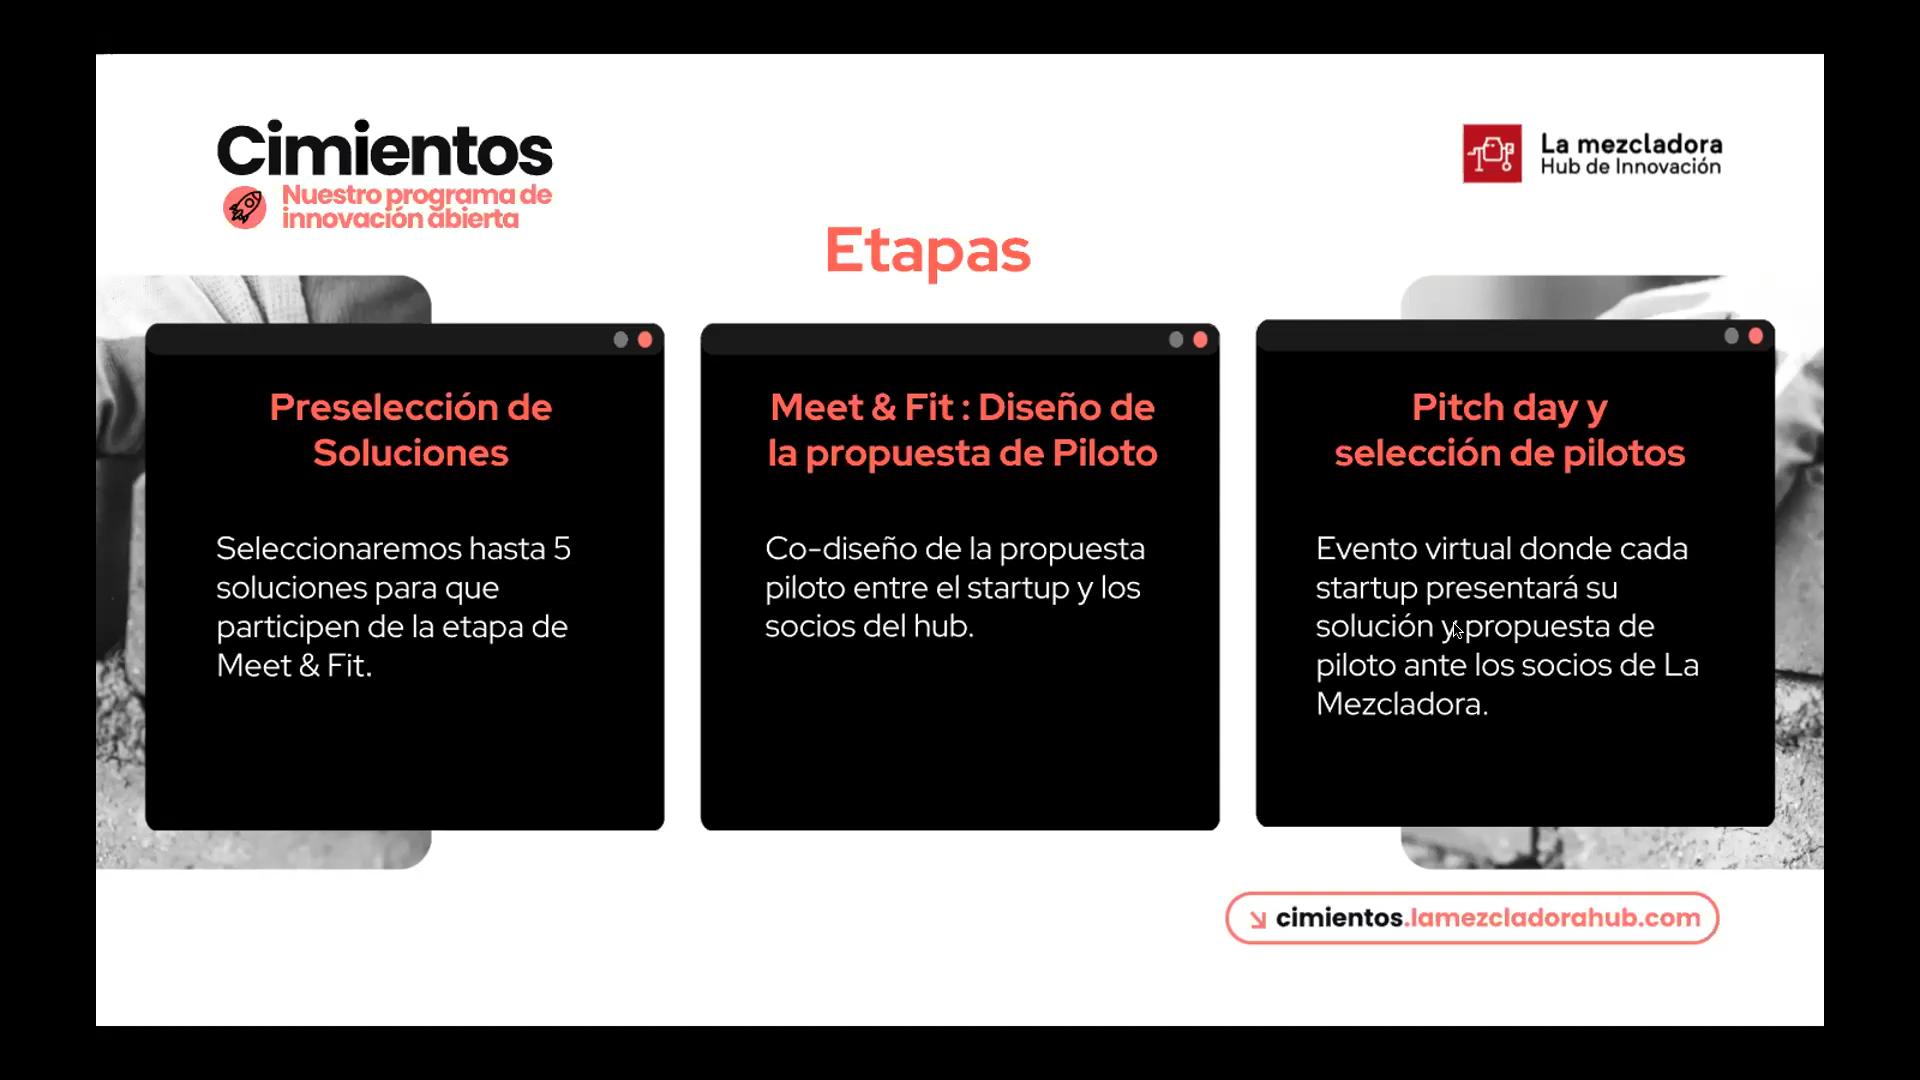 Cimientos
Nuestro programa de
innovación abierta
La mezcladora
Hub de Innovación
Etapas
Preselección de
Soluciones
Seleccionaremos hasta 5
soluciones para que
participen de la etapa de
Meet & Fit.
Meet & Fit : Diseño de
la propuesta de Piloto
Co-diseño de la propuesta
piloto entre el startup y los
socios del hub.
Pitch day y
selección de pilotos
Evento virtual donde cada
startup presentará su
solución y propuesta de
piloto ante los socios de La
Mezcladora.
cimientos.lamezcladorahub.com